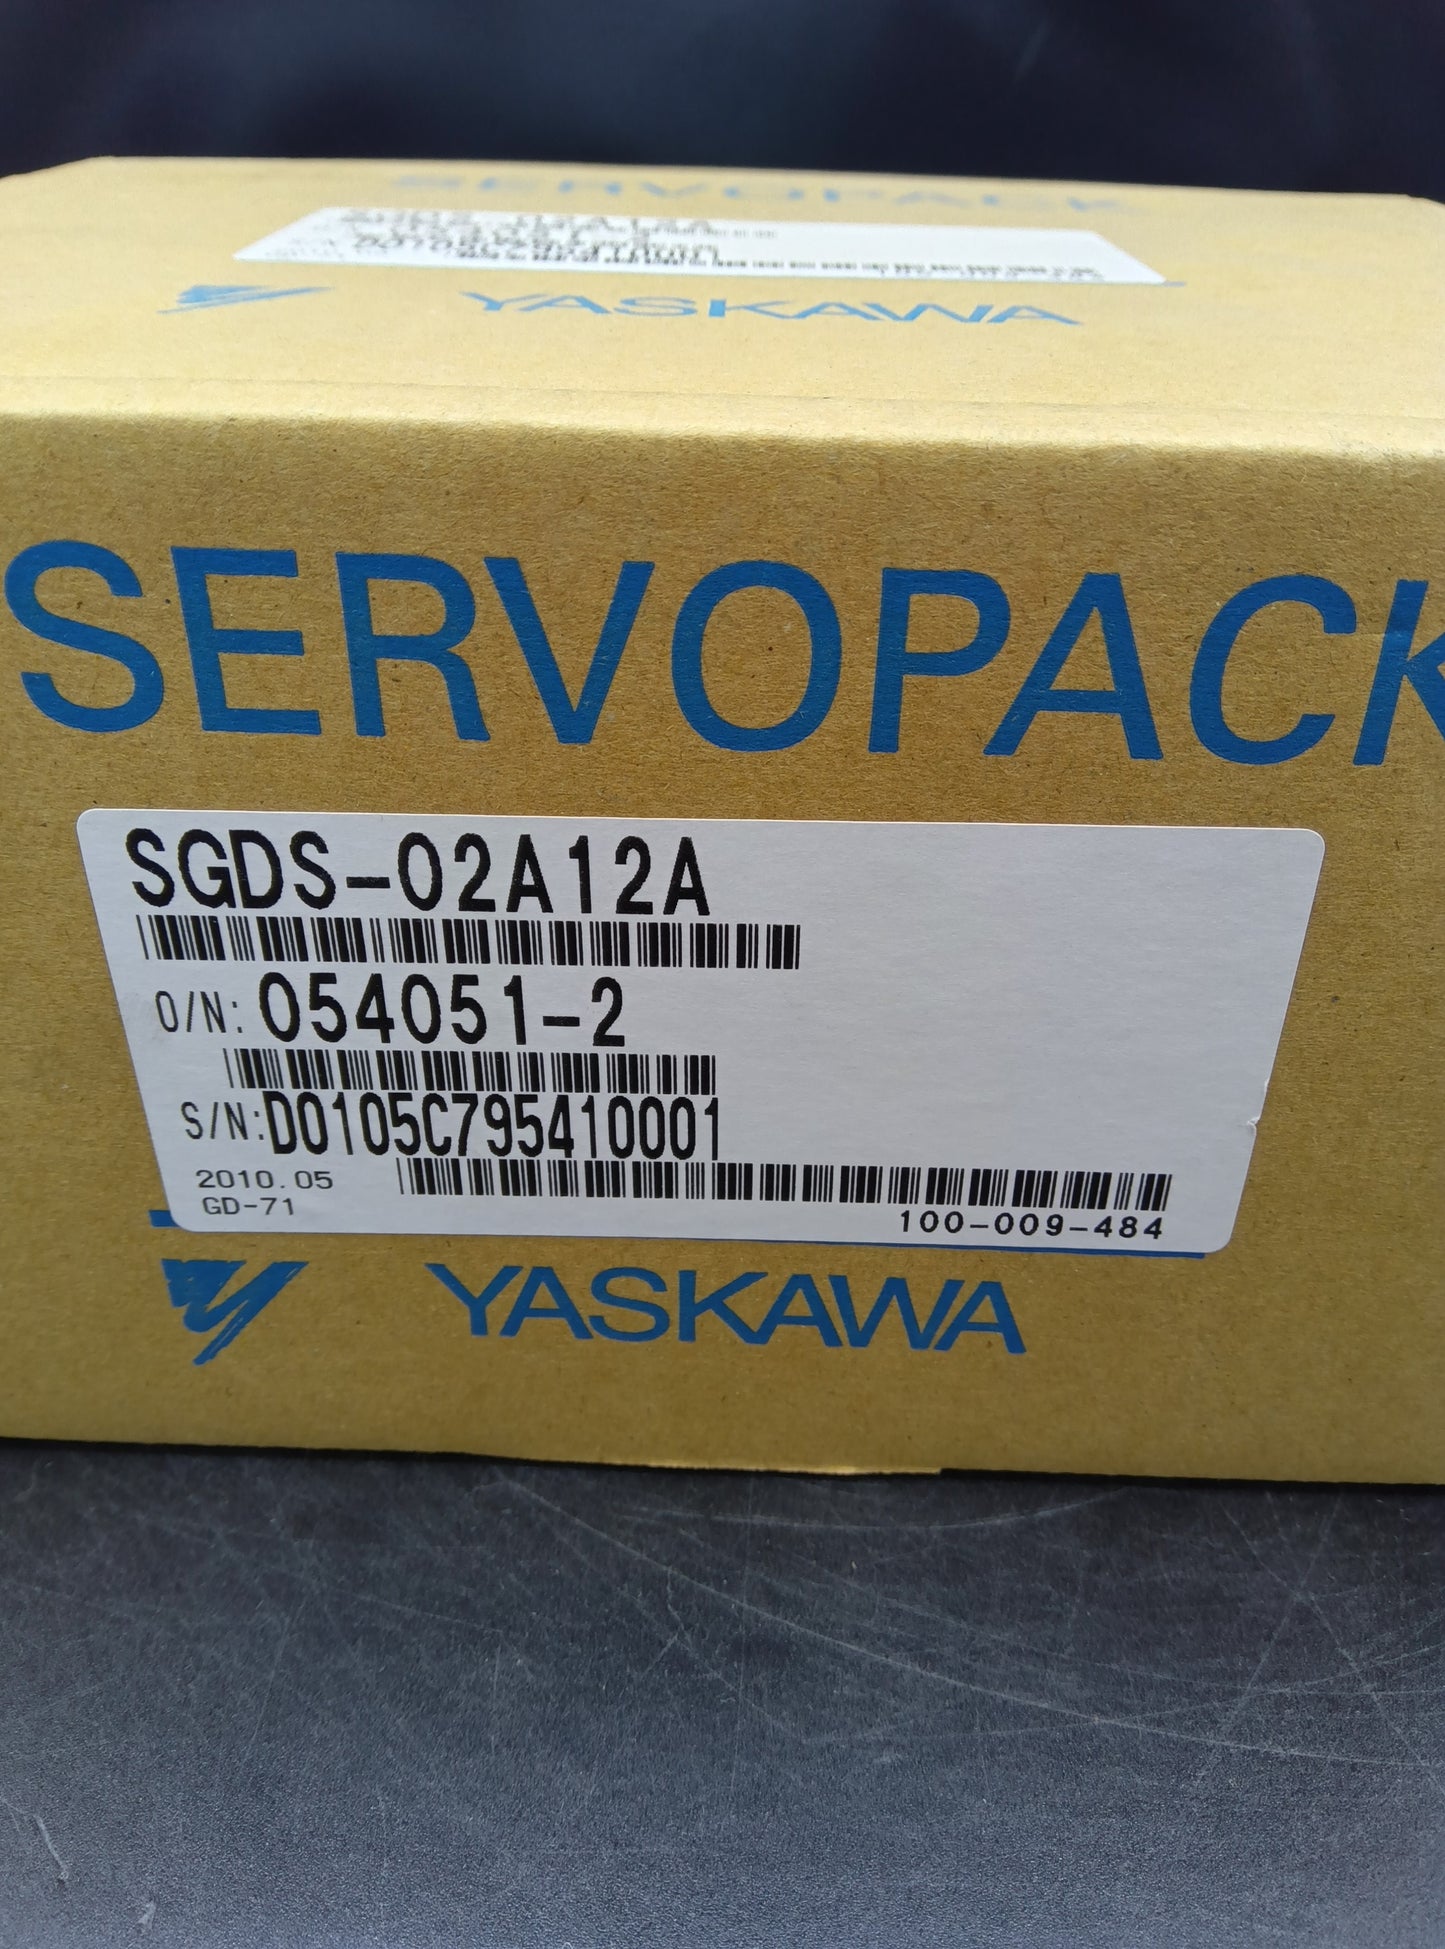 SERVOPACK
YASKAWA
SERVOPACK
SGDS-02A12A
O/N: 054051-2
S/N: D0105C795410001
2010.05
GD-71
100-009-484
YASKAWA